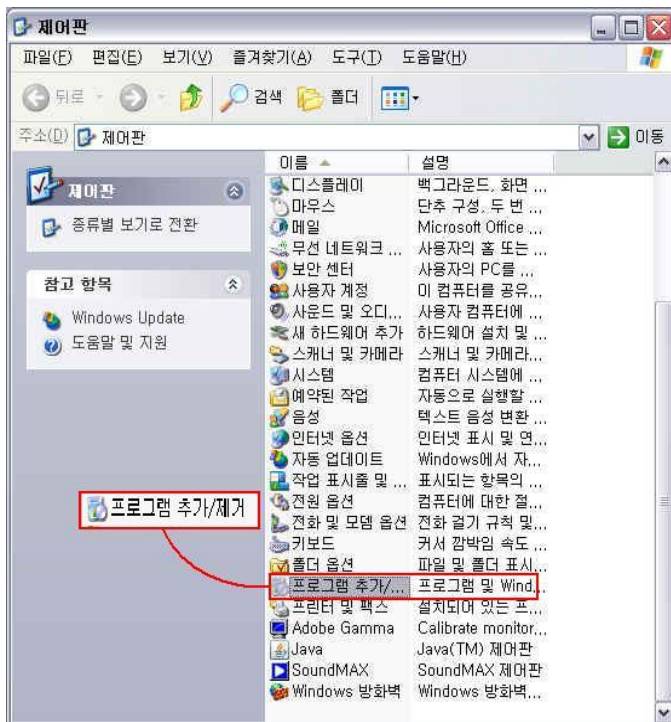 제어판
파일(F) 편집(E) 보기(V) 즐겨찾기(A) 도구(T) 도움말(H)
뒤로 검색 폴더
주소(D) 제어판 이동
제어판
종류별 보기로 전환
참고 항목
Windows Update
도움말 및 지원
프로그램 추가/제거
이름 설명
디스플레이 백그라운드, 화면 ...
마우스 단추 구성, 두 번 ...
메일 Microsoft Office ...
무선 네트워크 ... 사용자의 홈 또는 ...
보안 센터 사용자의 PC를 ...
사용자 계정 이 컴퓨터를 공유...
사운드 및 오디... 사용자 컴퓨터에 ...
새 하드웨어 추가 하드웨어 설치 및 ...
스캐너 및 카메라 스캐너 및 카메라...
시스템 컴퓨터 시스템에 ...
예약된 작업 자동으로 실행할 ...
음성 텍스트 음성 변환 ...
인터넷 옵션 인터넷 표시 및 연...
자동 업데이트 Windows에서 자...
작업 표시줄 및 ... 표시되는 항목의 ...
전원 옵션 컴퓨터에 대한 절...
전화 및 모뎀 옵션 전화 걸기 규칙 및...
키보드 커서 깜박임 속도 ...
폴더 옵션 파일 및 폴더 표시...
프로그램 추가/... 프로그램 및 Wind...
프린터 및 팩스 설치되어 있는 프...
Adobe Gamma Calibrate monitor...
Java Java(TM) 제어판
SoundMAX SoundMAX 제어판
Windows 방화벽 Windows 방화벽...